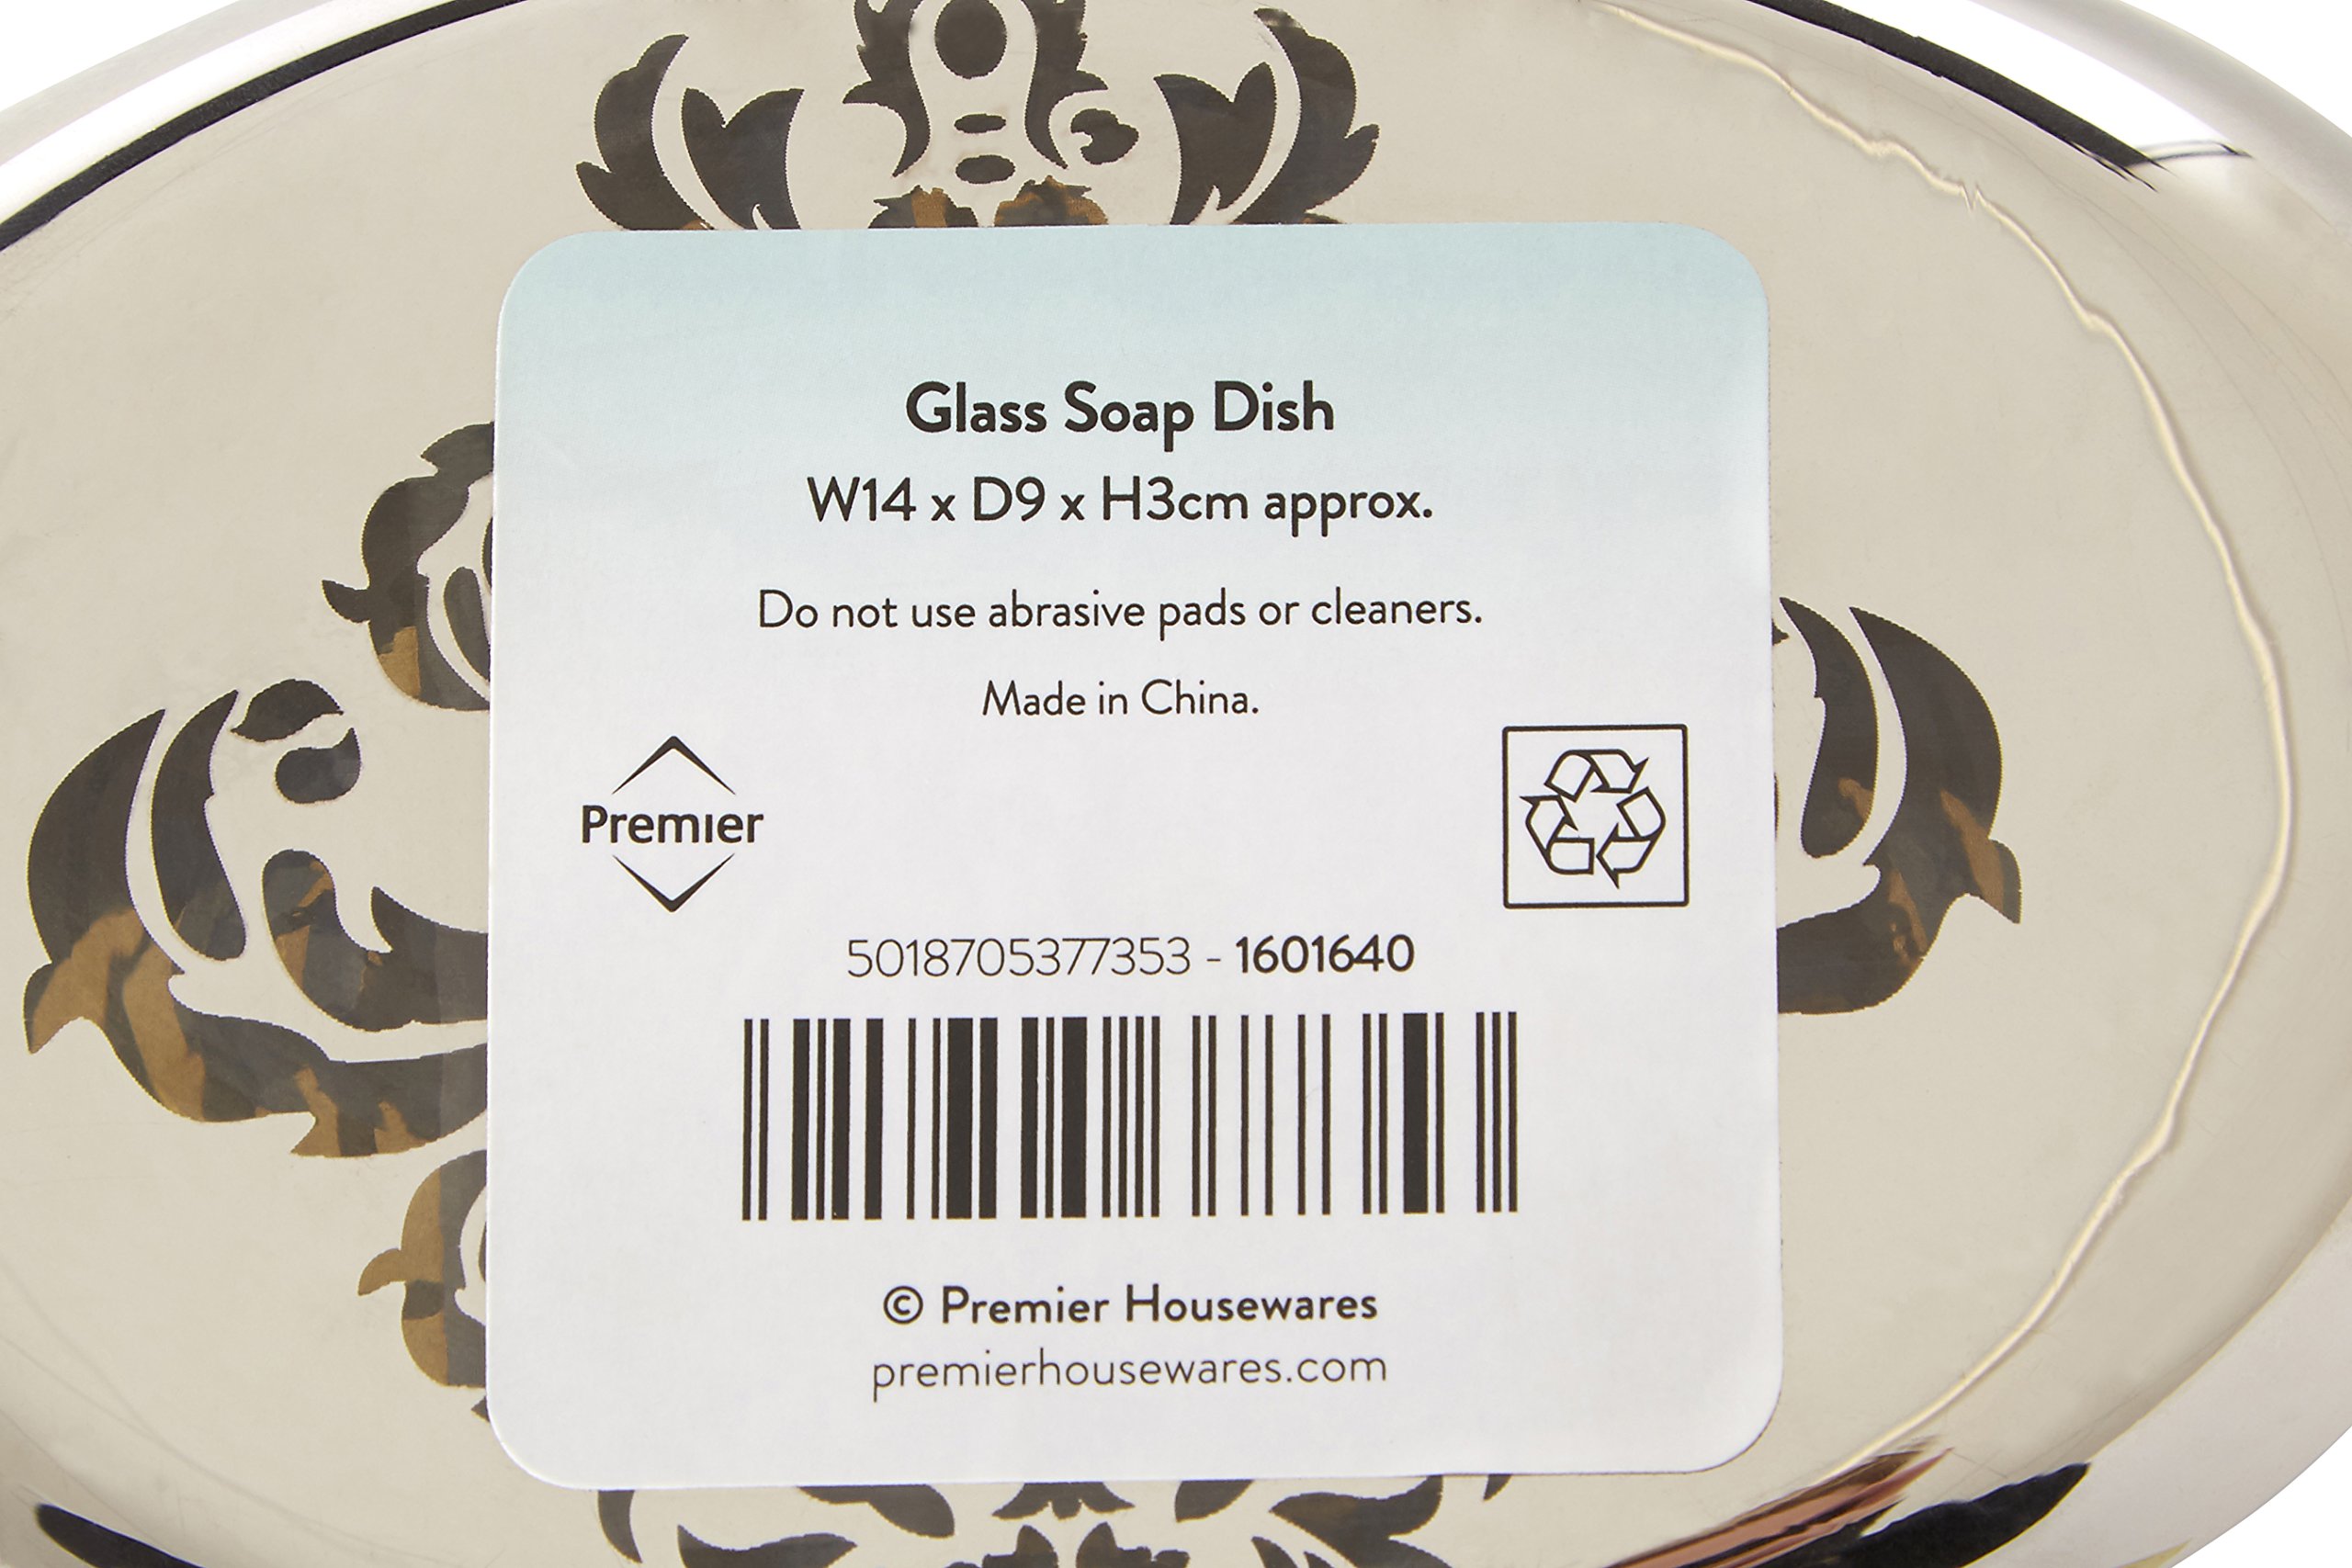 Glass Soap Dish
W14 x D9 x H3cm approx.
Do not use abrasive pads or cleaners.
Made in China.
Premier
5018705377353 - 1601640
© Premier Housewares
premierhousewares.com